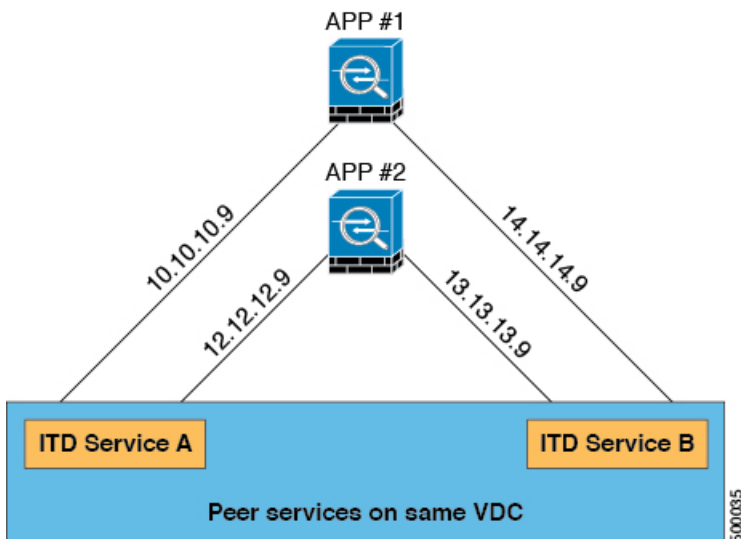 APP #1
APP #2
10.10.10.9
14.14.14.9
12.12.12.9
13.13.13.9
ITD Service A
ITD Service B
Peer services on same VDC
500035